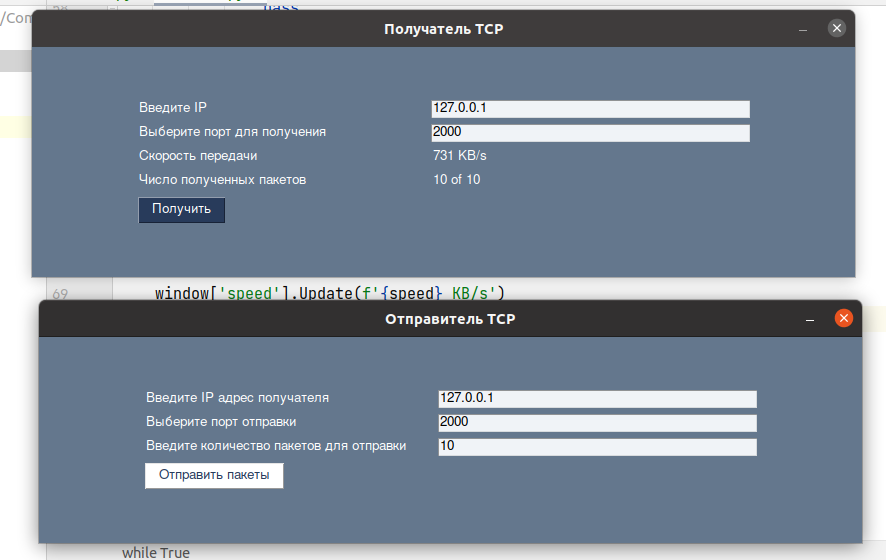 /Com
Получатель TCP
Введите IP
127.0.0.1
Выберите порт для получения
2000
Скорость передачи
731 KB/s
Число полученных пакетов
10 of 10
Получить
69
window['speed'].Update(f'{speed} KB/s')
Отправитель TCP
Введите IP адрес получателя
127.0.0.1
Выберите порт отправки
2000
Введите количество пакетов для отправки
10
Отправить пакеты
while True